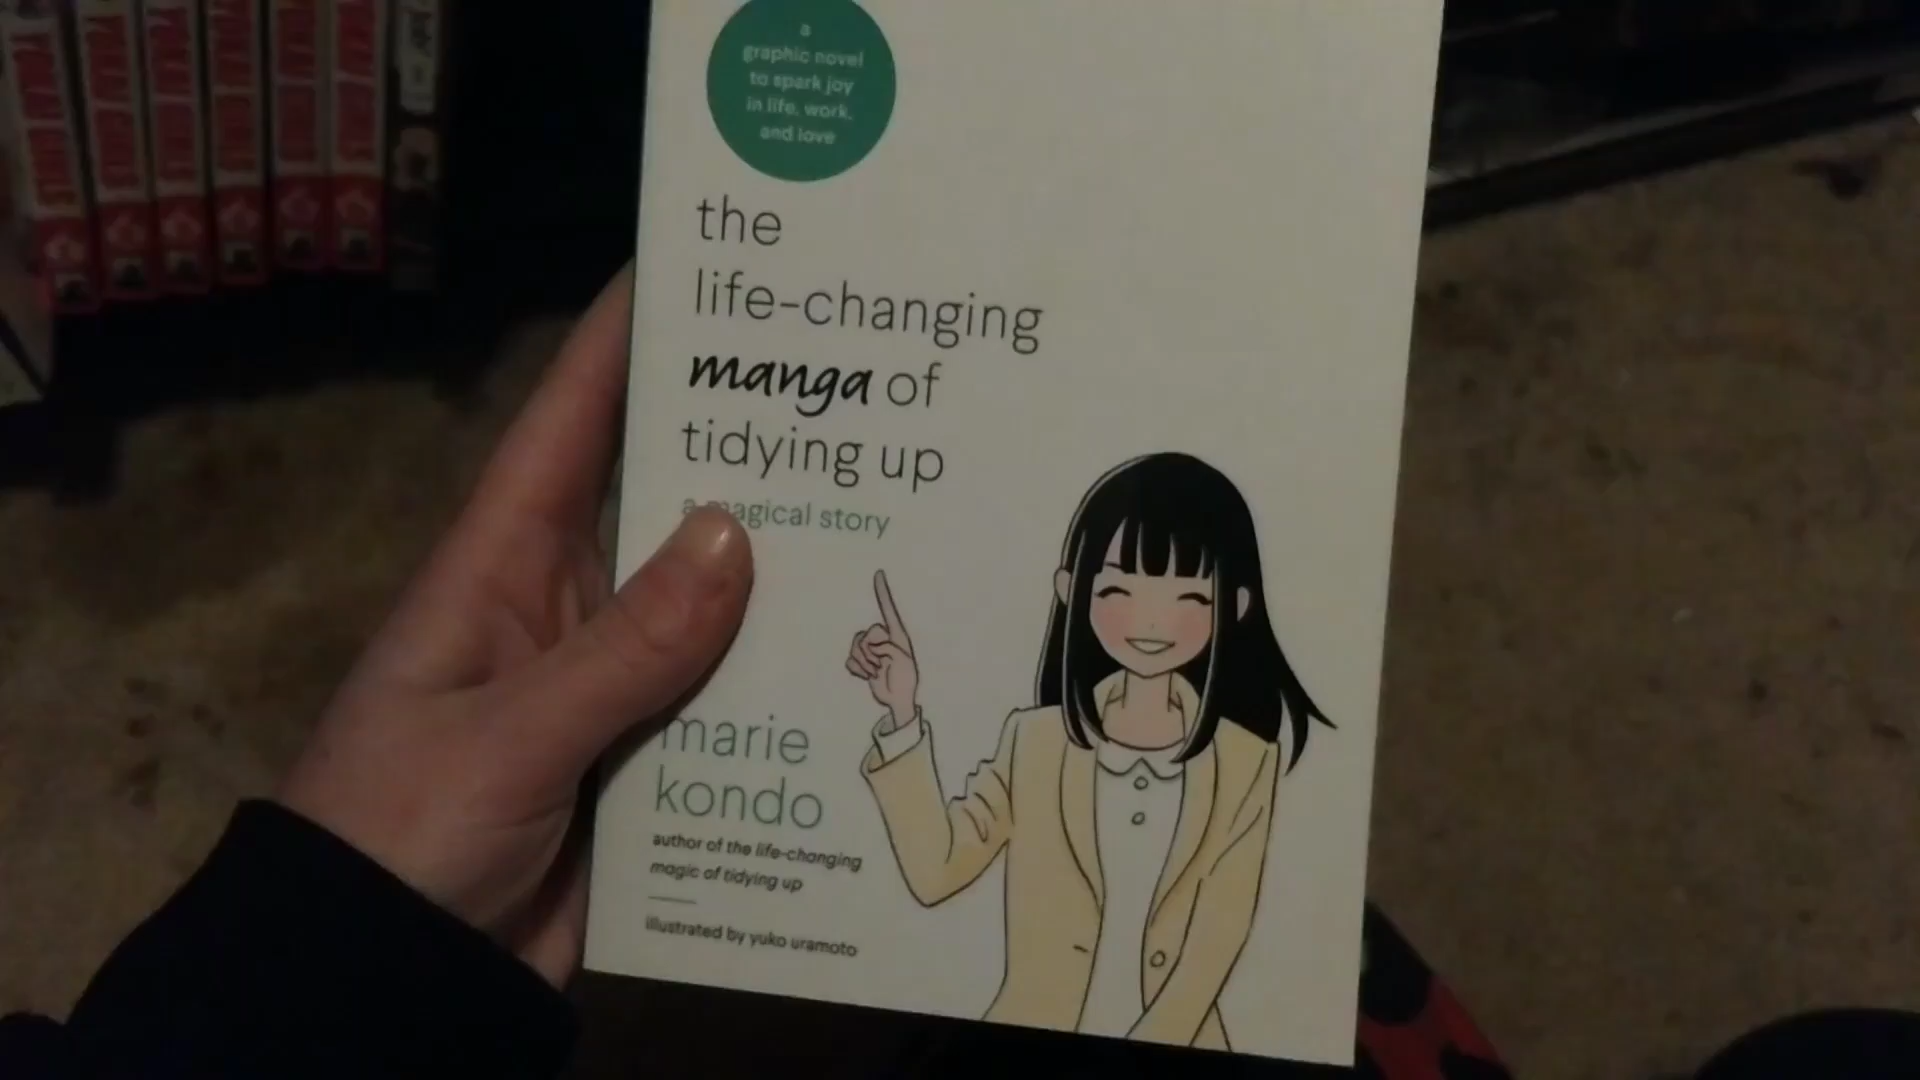 a
graphic novel
to spark joy
in life, work,
and love
the
life-changing
manga of
tidying up
a magical story
marie
kondo
author of the life-changing
magic of tidying up
illustrated by yuko uramoto